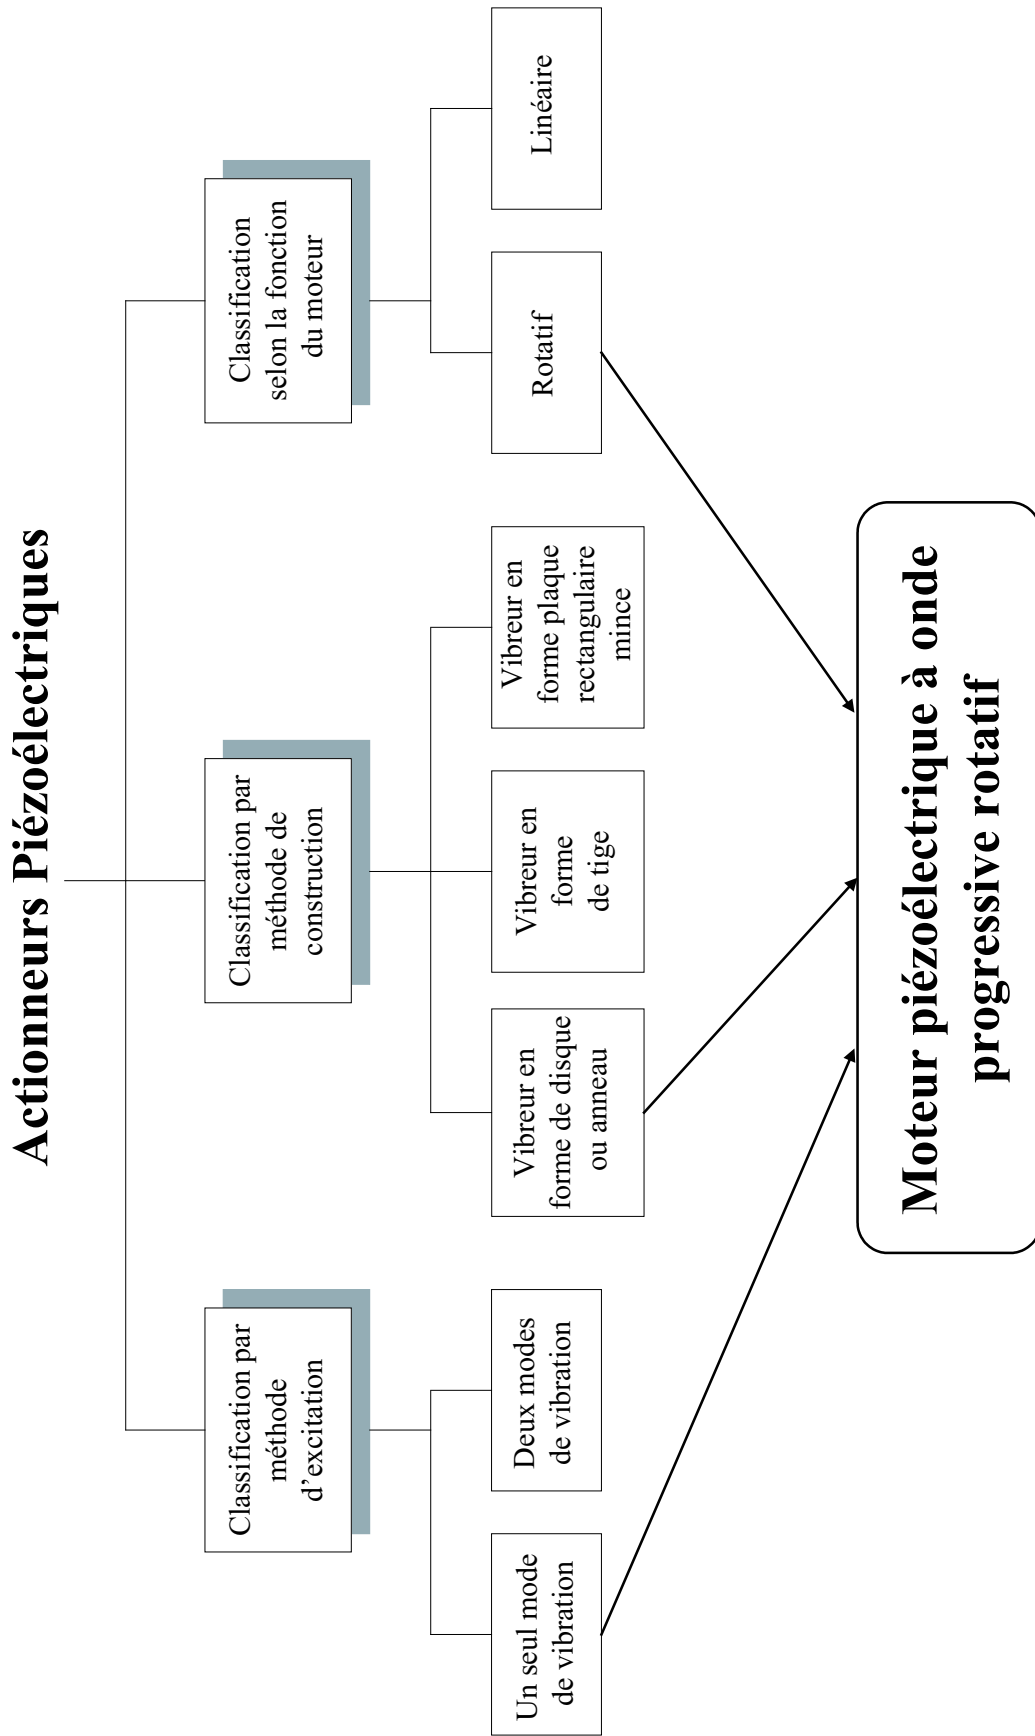 Actionneurs Piézoélectriques
Classification par
méthode
d’excitation
Classification par
méthode de
construction
Classification
selon la fonction
du moteur
Un seul mode
de vibration
Deux modes
de vibration
Vibreur en
forme de disque
ou anneau
Vibreur en
forme
de tige
Vibreur en
forme plaque
rectangulaire
mince
Rotatif
Linéaire
Moteur piézoélectrique à onde
progressive rotatif